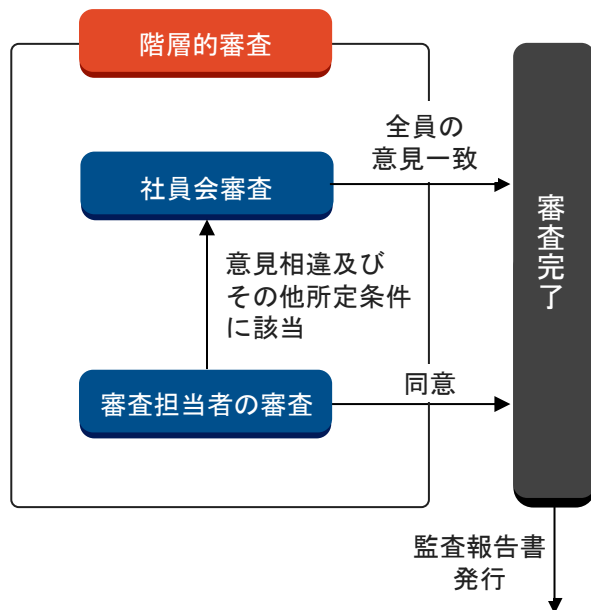 階層的審査
全員の
意見一致
社員会審査
審査完了
意見相違及び
その他所定条件
に該当
審査担当者の審査
同意
監査報告書
発行